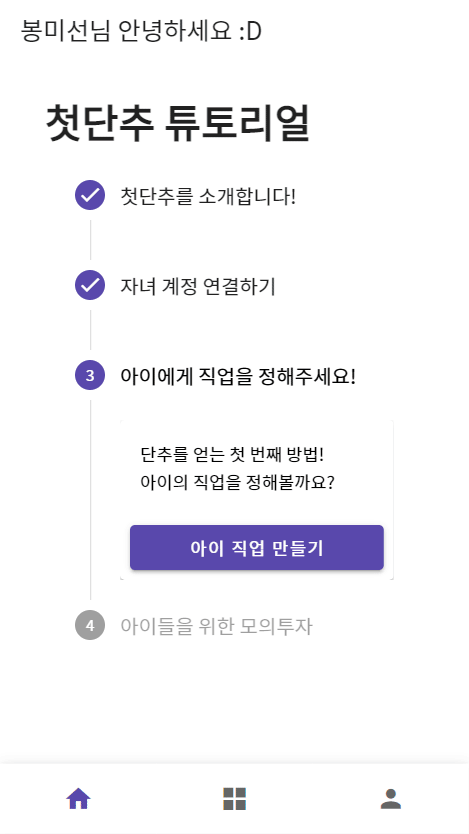 봉미선님 안녕하세요 :D
첫단추 튜토리얼
첫단추를 소개합니다!
자녀 계정 연결하기
3 아이에게 직업을 정해주세요!
단추를 얻는 첫 번째 방법!
아이의 직업을 정해볼까요?
아이 직업 만들기
4 아이들을 위한 모의투자